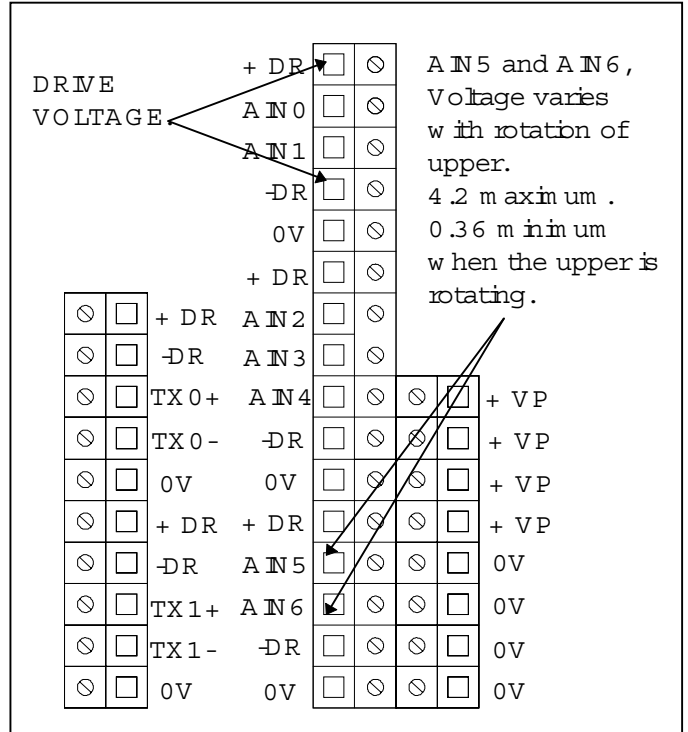 DRIVE
VOLTAGE.
+ DR
AIN0
AIN1
-DR
0V
+ DR
AIN2
AIN3
AIN4
-DR
0V
+ DR
AIN5
AIN6
-DR
0V
AIN5 and AIN6,
Voltage varies
with rotation of
upper.
4.2 maximum.
0.36 minimum
when the upper is
rotating.
+ DR
-DR
TX0+
TX0-
0V
+ DR
-DR
TX1+
TX1-
0V
+ VP
+ VP
+ VP
+ VP
0V
0V
0V
0V